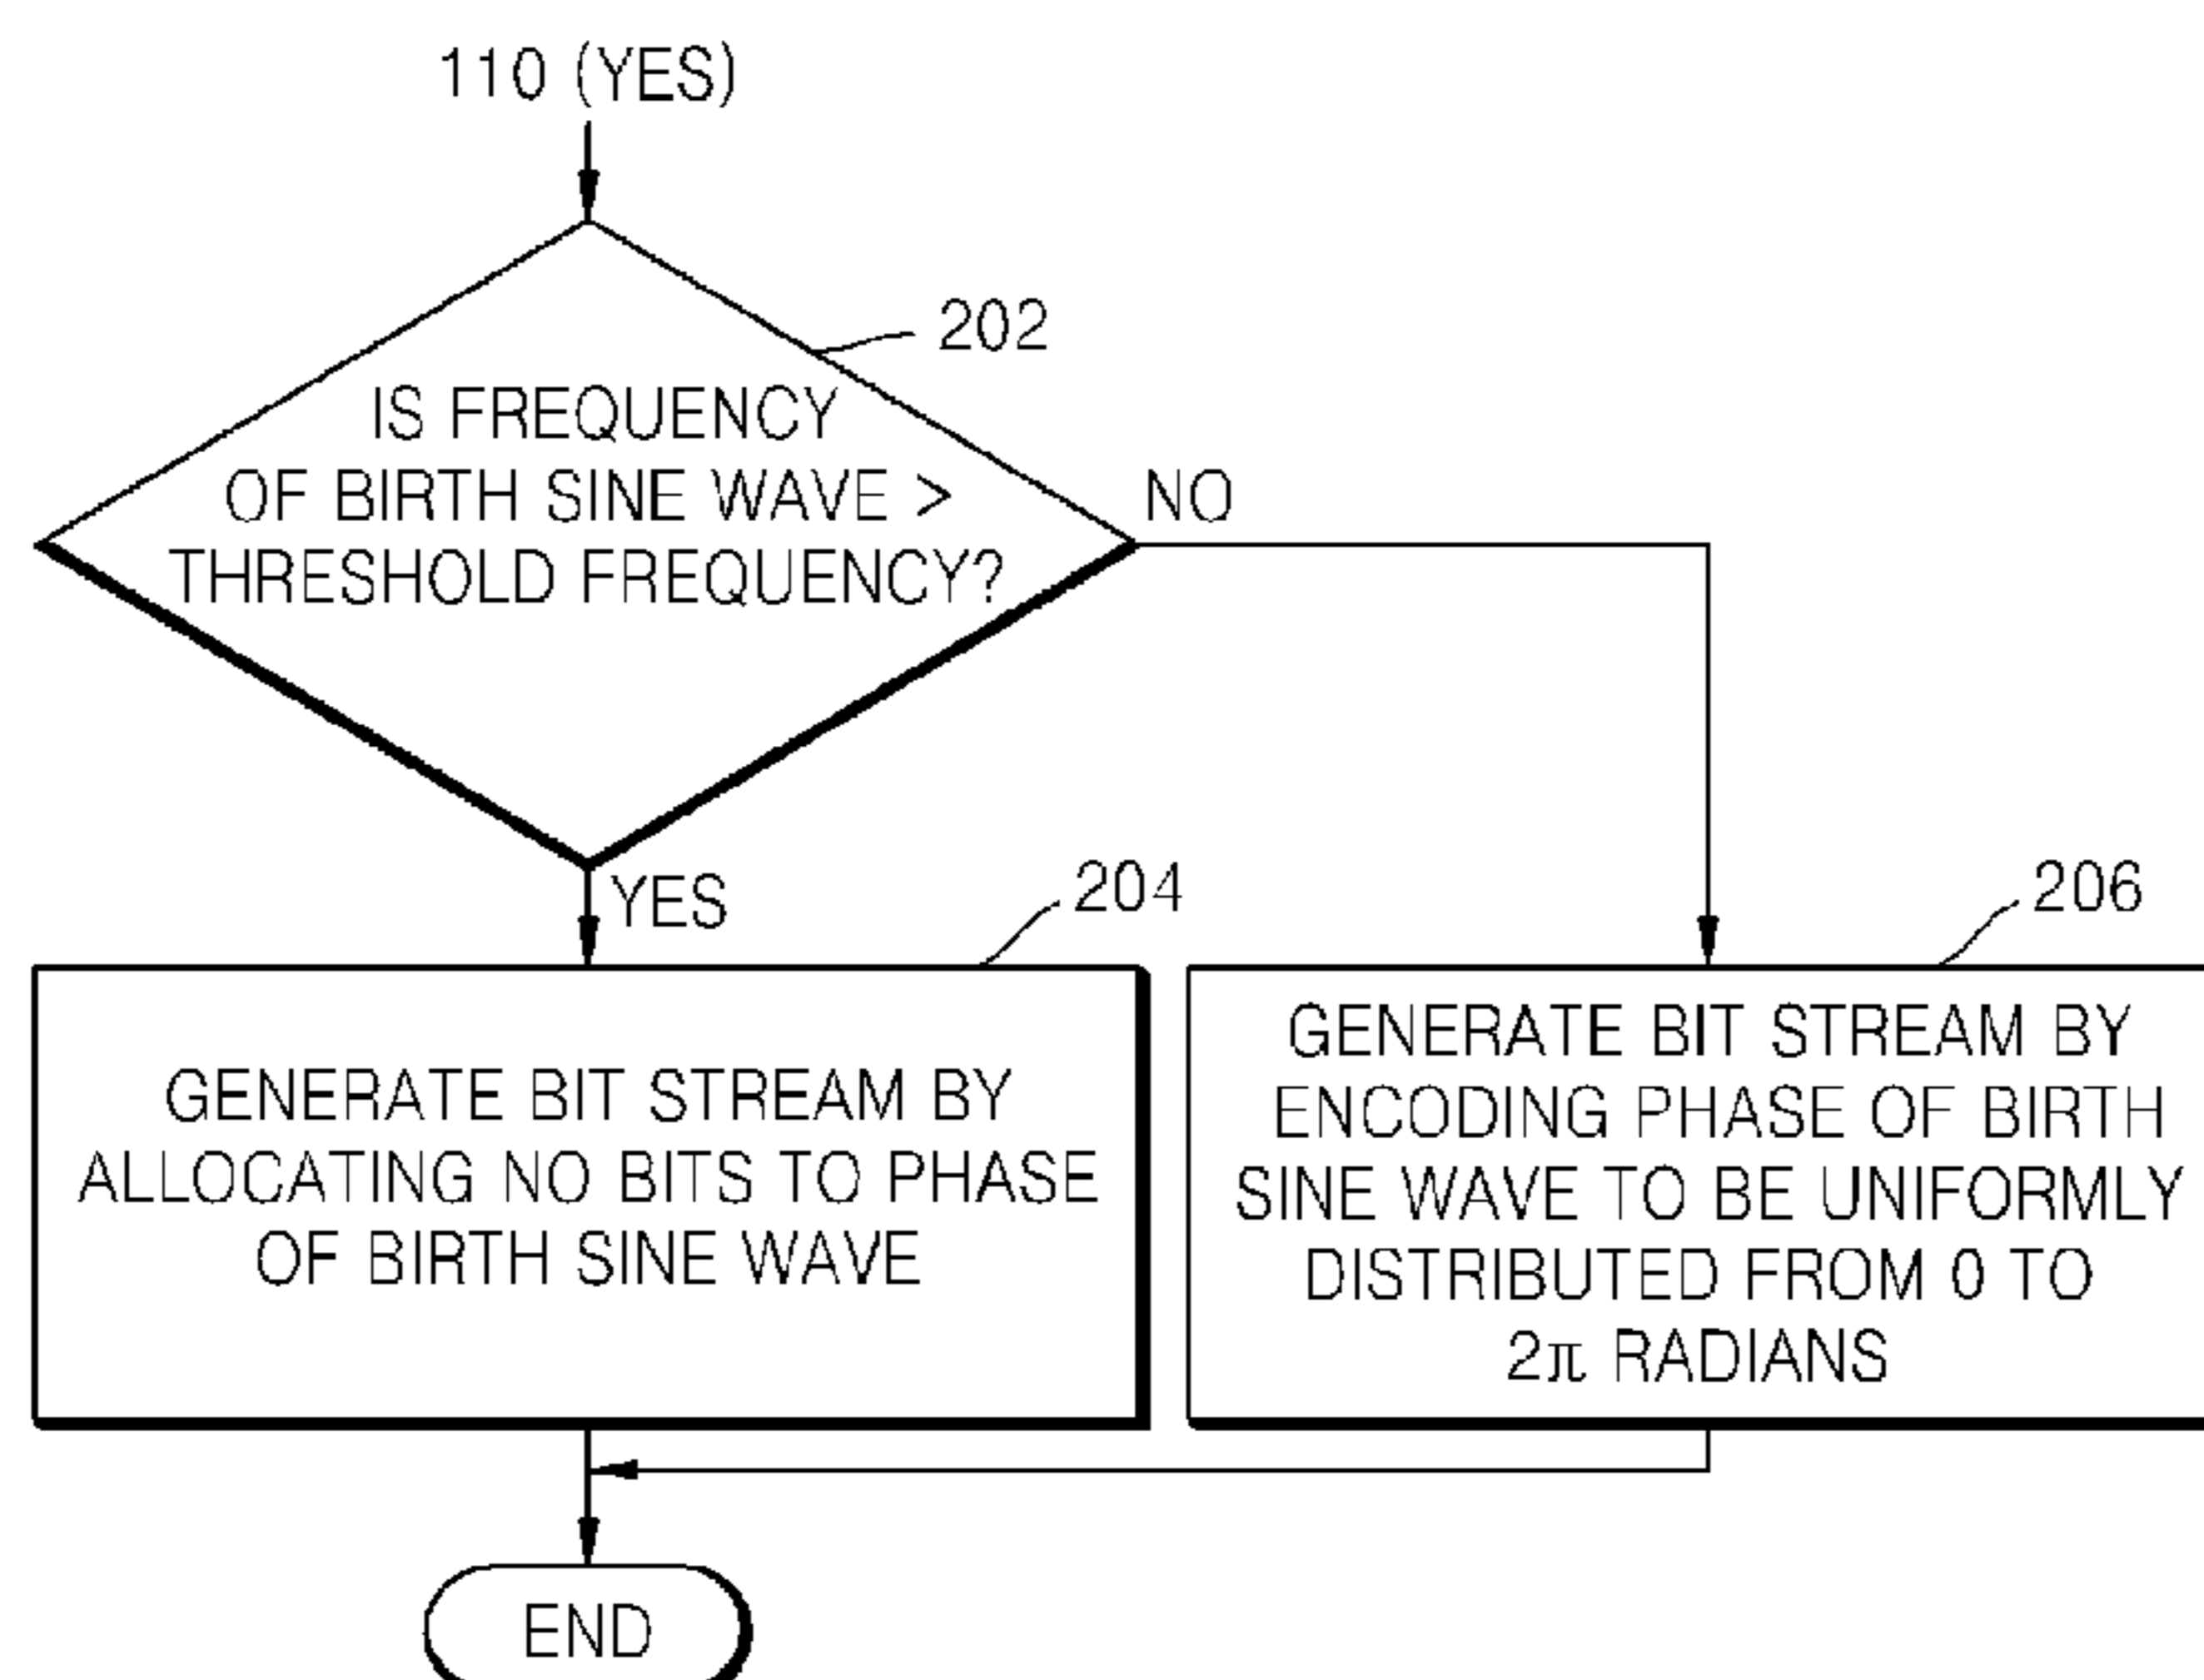 110 (YES)
202
IS FREQUENCY
OF BIRTH SINE WAVE >
THRESHOLD FREQUENCY?
NO
YES
204
206
GENERATE BIT STREAM BY
ALLOCATING NO BITS TO PHASE
OF BIRTH SINE WAVE
GENERATE BIT STREAM BY
ENCODING PHASE OF BIRTH
SINE WAVE TO BE UNIFORMLY
DISTRIBUTED FROM 0 TO
2π RADIANS
END